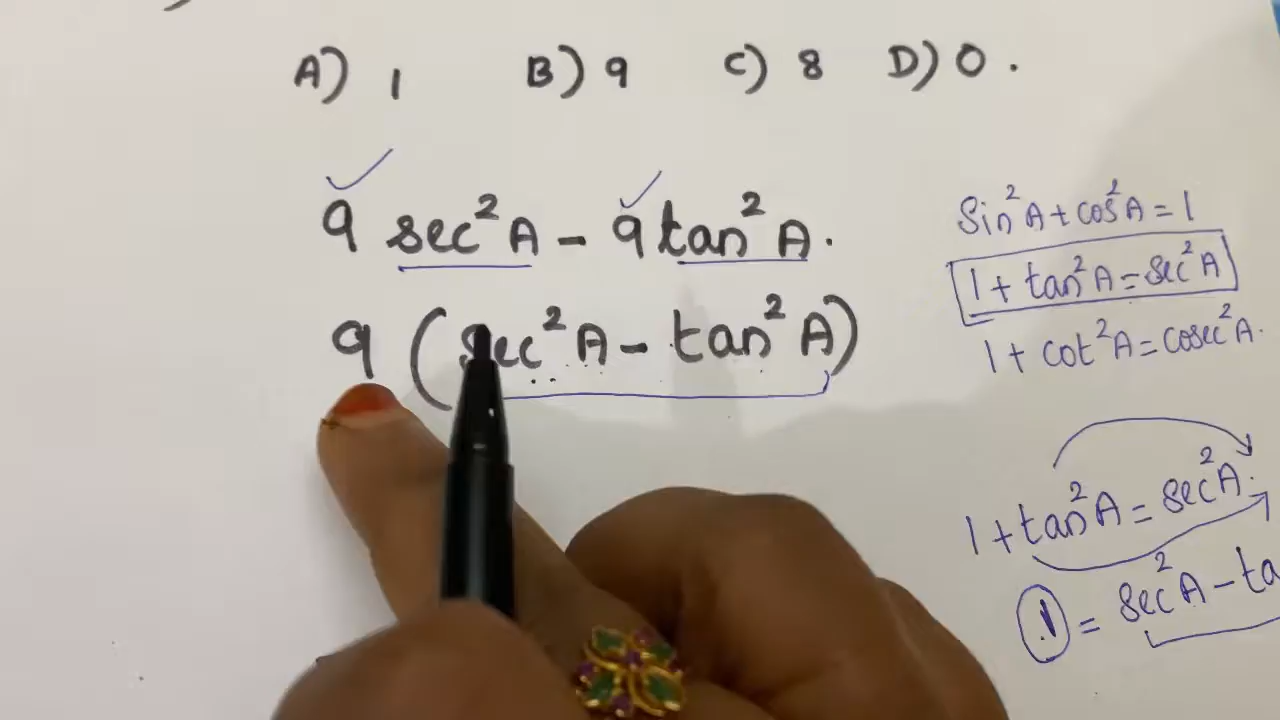 A) 1 B) 9 C) 8 D) 0.
9 sec²A - 9 tan²A.
9 (sec²A - tan²A)
Sin²A + cos²A = 1
1 + tan²A = sec²A
1 + cot²A = cosec²A.
1 + tan²A = sec²A.
1 = sec²A - ta